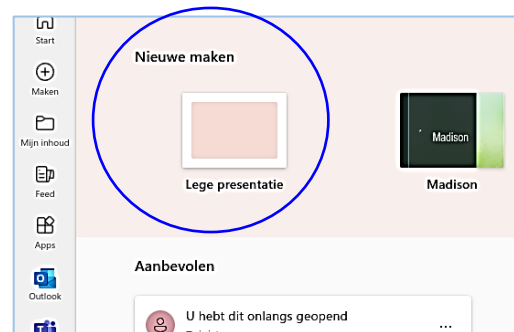 Start
Nieuwe maken
Maken
Mijn inhoud
Madison
Lege presentatie
Madison
Feed
Apps
Aanbevolen
Outlook
U hebt dit onlangs geopend